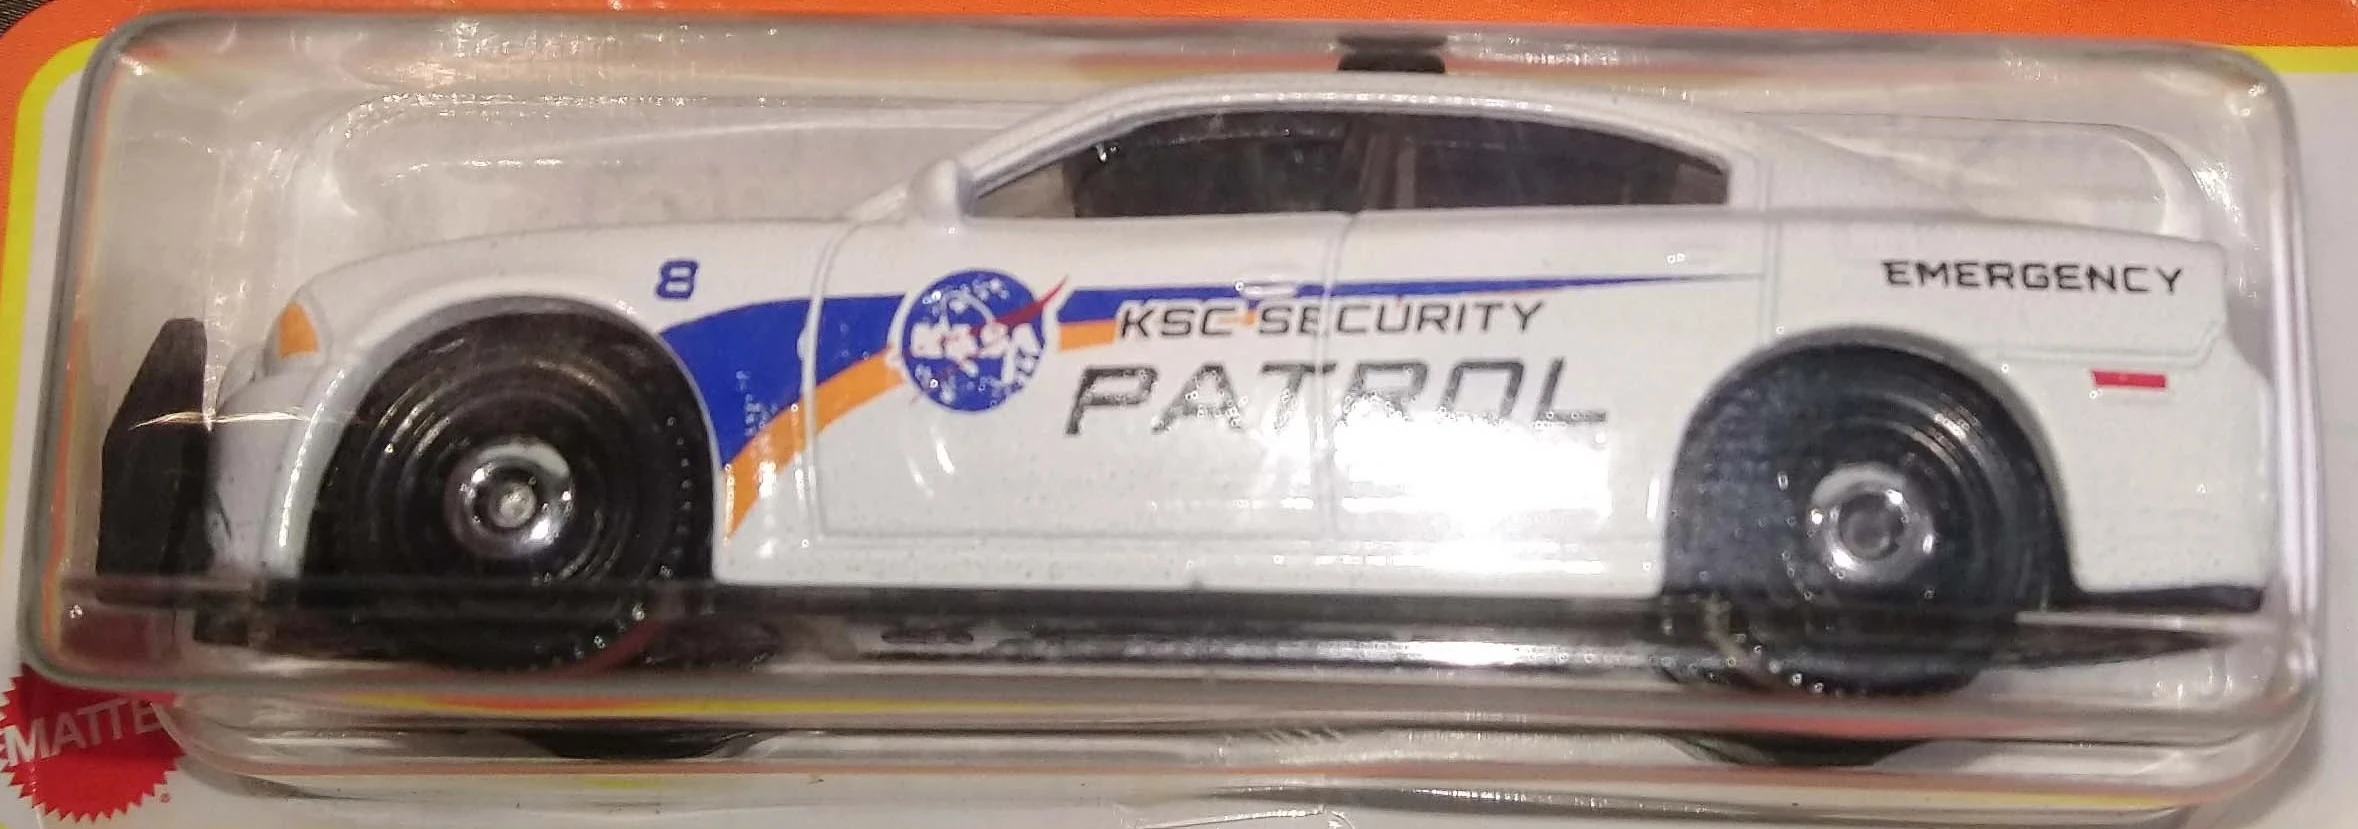 8
NASA
KSC SECURITY
PATROL
EMERGENCY
MATTEL